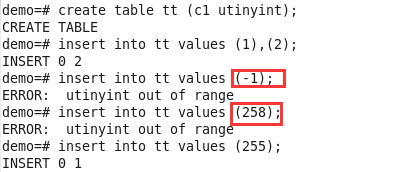 demo=# create table tt (c1 utinyint);
CREATE TABLE
demo=# insert into tt values (1),(2);
INSERT 0 2
demo=# insert into tt values (-1);
ERROR:  utinyint out of range
demo=# insert into tt values (258);
ERROR:  utinyint out of range
demo=# insert into tt values (255);
INSERT 0 1